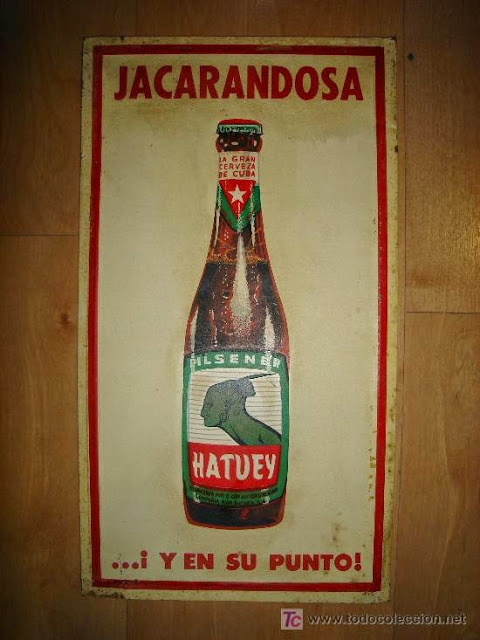 JACARANDOSA
LA GRAN
CERVEZA
DE CUBA
PILSENER
HATUEY
...¡ Y EN SU PUNTO!
TC www.todocoleccion.net